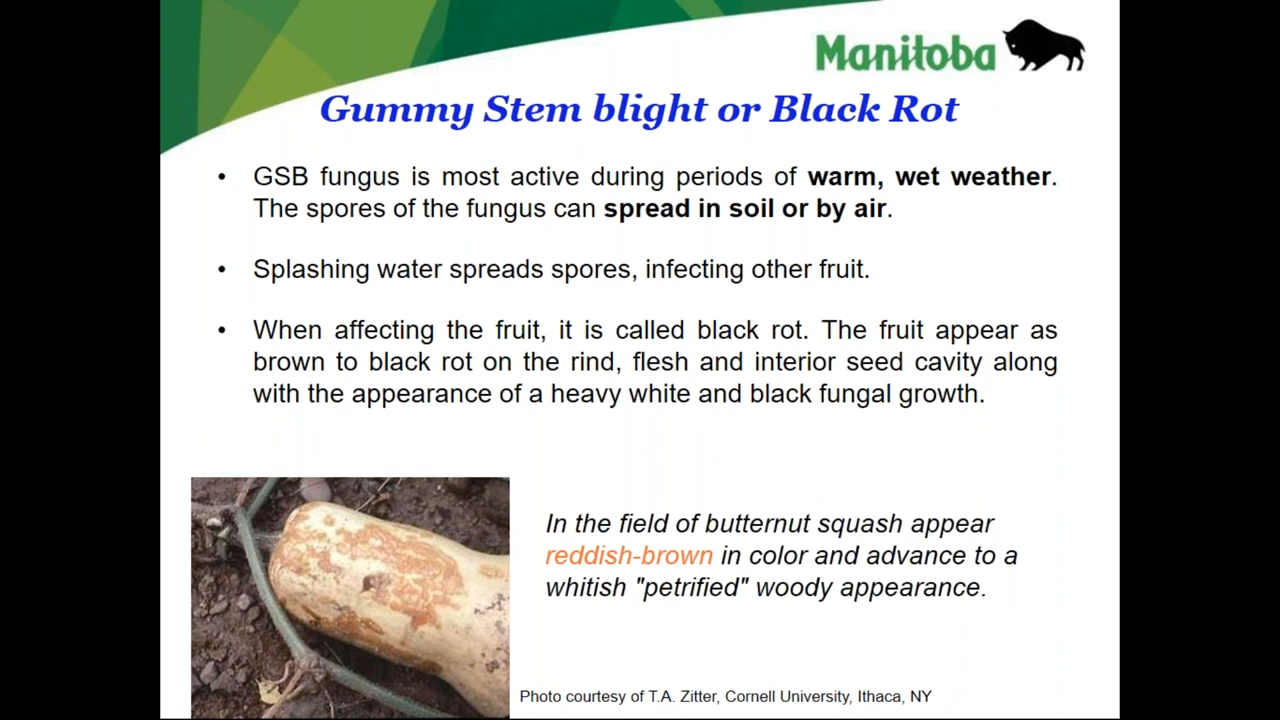 Manitoba
Gummy Stem blight or Black Rot
• GSB fungus is most active during periods of warm, wet weather.
The spores of the fungus can spread in soil or by air.
• Splashing water spreads spores, infecting other fruit.
• When affecting the fruit, it is called black rot. The fruit appear as
brown to black rot on the rind, flesh and interior seed cavity along
with the appearance of a heavy white and black fungal growth.
In the field of butternut squash appear
reddish-brown in color and advance to a
whitish "petrified" woody appearance.
Photo courtesy of T.A. Zitter, Cornell University, Ithaca, NY